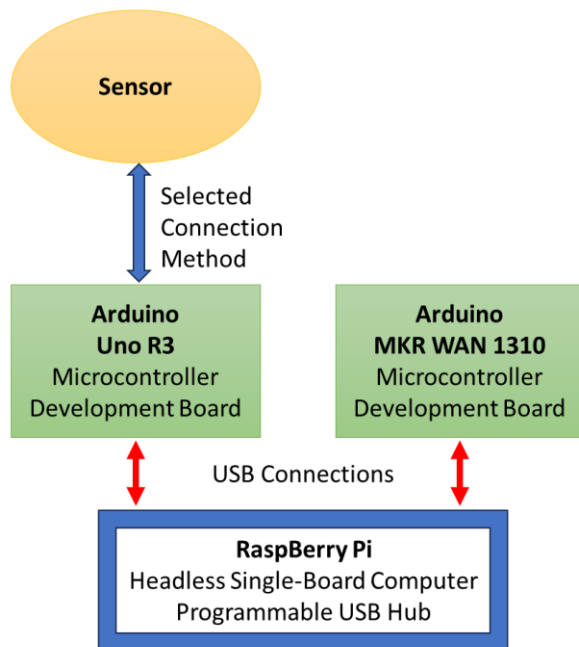 Sensor
Selected
Connection
Method
Arduino
Uno R3
Microcontroller
Development Board
Arduino
MKR WAN 1310
Microcontroller
Development Board
USB Connections
RaspBerry Pi
Headless Single-Board Computer
Programmable USB Hub